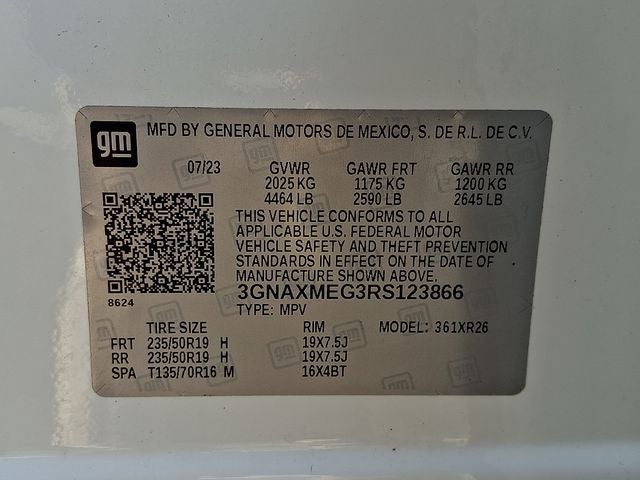 gm MFD BY GENERAL MOTORS DE MEXICO, S. DE R.L. DE C.V.
07/23 GVWR GAWR FRT GAWR RR
2025 KG 1175 KG 1200 KG
4464 LB 2590 LB 2645 LB
THIS VEHICLE CONFORMS TO ALL
APPLICABLE U.S. FEDERAL MOTOR
VEHICLE SAFETY AND THEFT PREVENTION
STANDARDS IN EFFECT ON THE DATE OF
MANUFACTURE SHOWN ABOVE.
8624 3GNAXMEG3RS123866
TYPE: MPV
TIRE SIZE RIM MODEL: 361XR26
FRT 235/50R19 H 19X7.5J
RR 235/50R19 H 19X7.5J
SPA T135/70R16 M 16X4BT